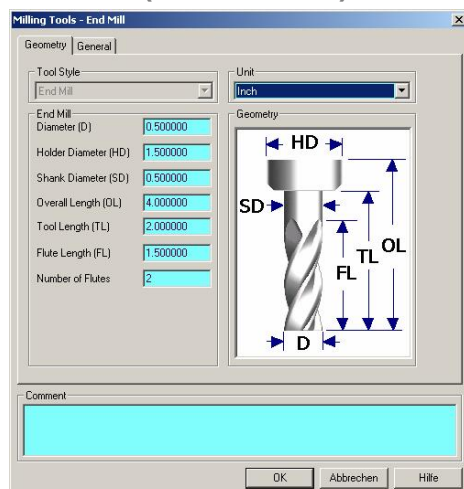 Milling Tools - End Mill
Geometry General
Tool Style
End Mill
Unit
Inch
End Mill
Diameter (D) 0.500000
Holder Diameter (HD) 1.500000
Shank Diameter (SD) 0.500000
Overall Length (OL) 4.000000
Tool Length (TL) 2.000000
Flute Length (FL) 1.500000
Number of Flutes 2
Geometry
HD
SD
FL
TL
OL
D
Comment
OK Abbrechen Hilfe